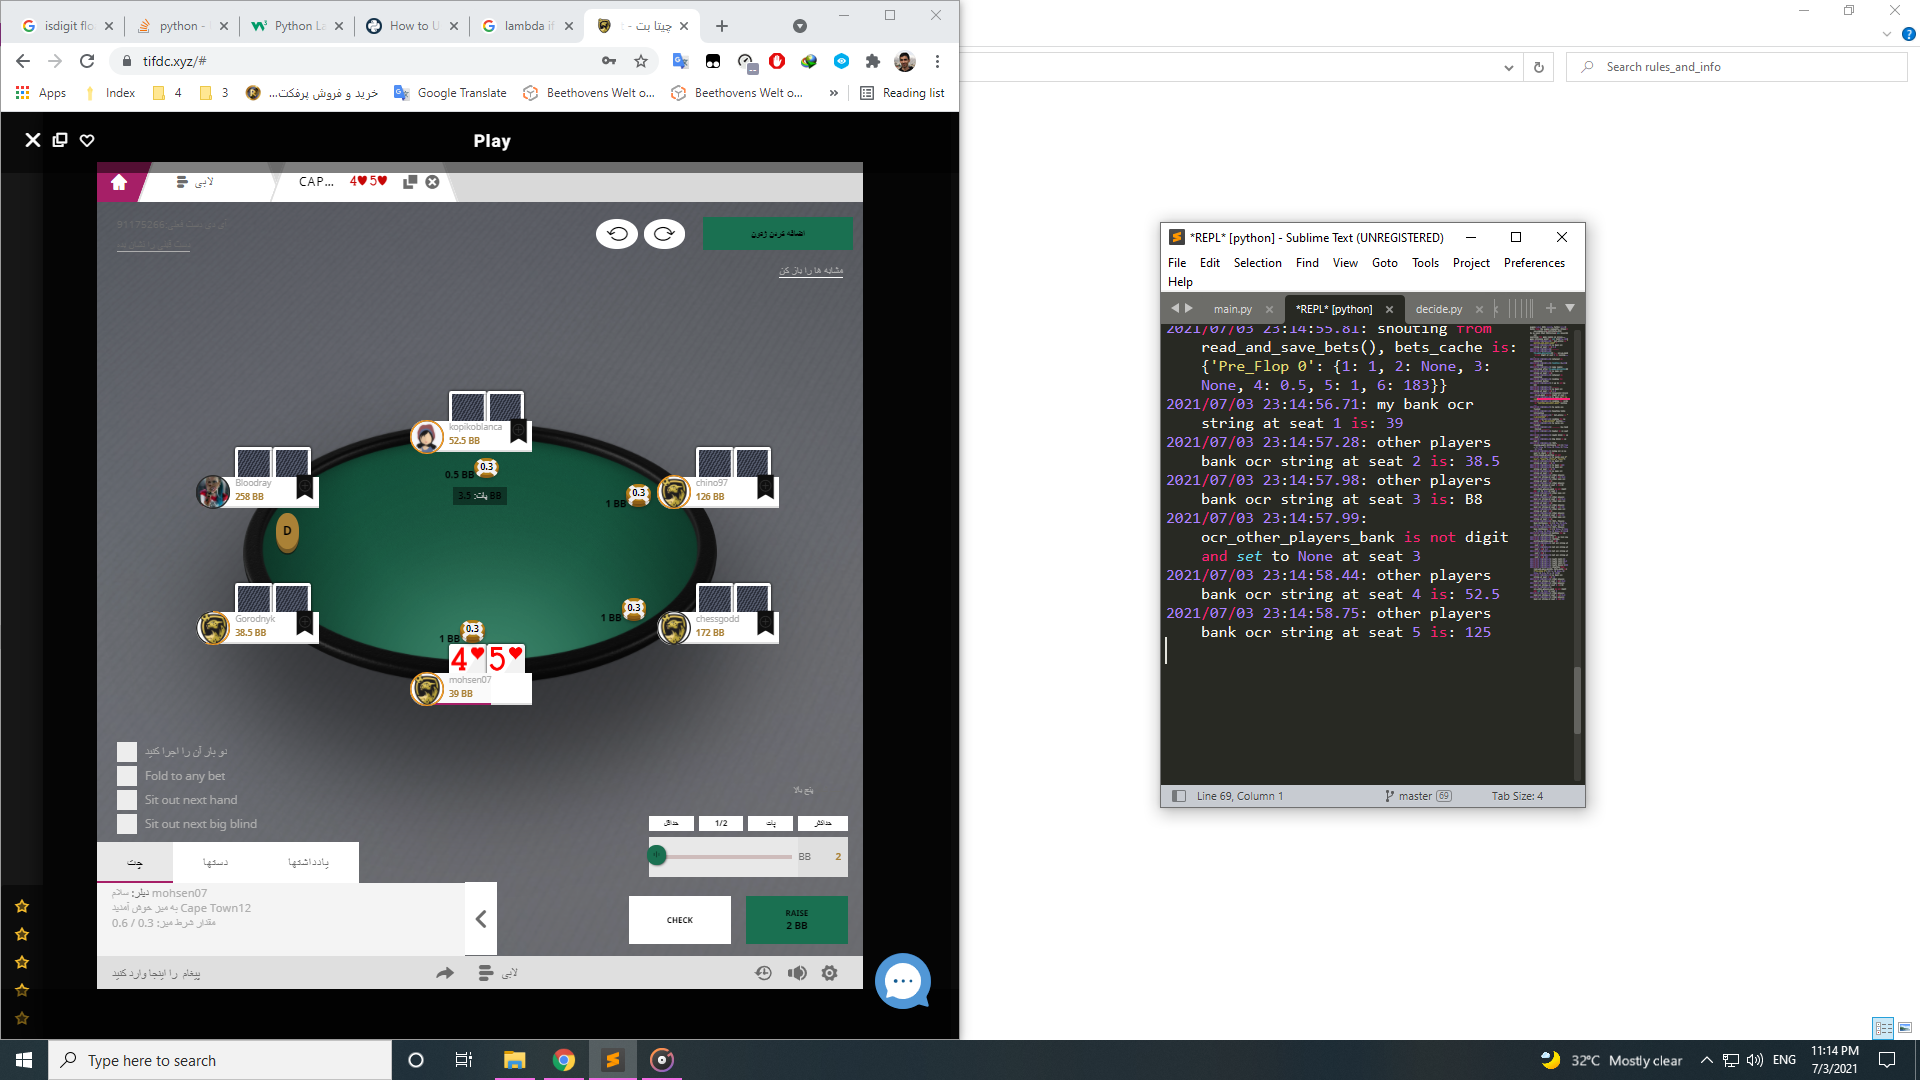 isdigit flo
python -
Python La
How to U
lambda if
چیتا بت -
tifdc.xyz/#
Apps
Index
4
3
خرید و فروش پرفکت...
Google Translate
Beethovens Welt o...
Beethovens Welt o...
»
Reading list
Play
لابی
CAP...
4♥5♥
91175266
اضافه کردن ژتون
مشابه ها را باز کن
kopikoblanca
52.5 BB
0.5 BB
0.3
پات: 3.5 BB
Bloodray
258 BB
chino97
126 BB
1 BB
0.3
D
Gorodnyk
38.5 BB
chessgodd
172 BB
1 BB
0.3
1 BB
0.3
4♥ 5♥
mohsen07
39 BB
دو بار آن را اجرا کنید
Fold to any bet
Sit out next hand
Sit out next big blind
پنج بالا
حداقل
1/2
پات
حداکثر
BB
2
CHECK
RAISE
2 BB
چت
دستها
یادداشتها
دیلر: سلام mohsen07
به میز خوش آمدید Cape Town12
مقدار شرط میز: 0.3 / 0.6
پیغام را اینجا وارد کنید
لابی
Search rules_and_info
*REPL* [python] - Sublime Text (UNREGISTERED)
File Edit Selection Find View Goto Tools Project Preferences
Help
main.py
*REPL* [python]
decide.py
2021/07/03 23:14:55.81: shouting from
read_and_save_bets(), bets_cache is:
{'Pre_Flop 0': {1: 1, 2: None, 3:
None, 4: 0.5, 5: 1, 6: 183}}
2021/07/03 23:14:56.71: my bank ocr
string at seat 1 is: 39
2021/07/03 23:14:57.28: other players
bank ocr string at seat 2 is: 38.5
2021/07/03 23:14:57.98: other players
bank ocr string at seat 3 is: B8
2021/07/03 23:14:57.99:
ocr_other_players_bank is not digit
and set to None at seat 3
2021/07/03 23:14:58.44: other players
bank ocr string at seat 4 is: 52.5
2021/07/03 23:14:58.75: other players
bank ocr string at seat 5 is: 125
Line 69, Column 1
master 69
Tab Size: 4
Type here to search
32°C Mostly clear
ENG
11:14 PM
7/3/2021